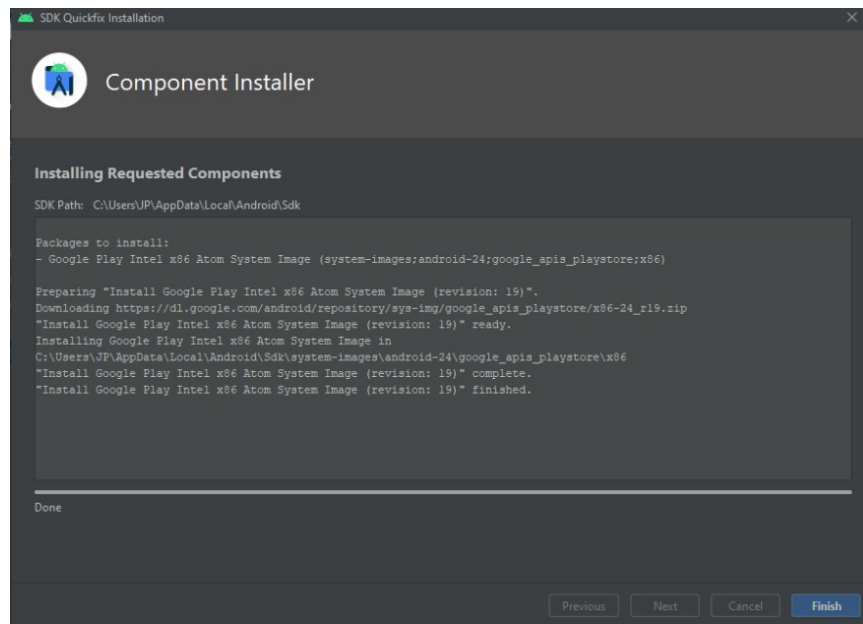 SDK Quickfix Installation
Component Installer
Installing Requested Components
SDK Path: C:\Users\JP\AppData\Local\Android\Sdk
Packages to install:
- Google Play Intel x86 Atom System Image (system-images;android-24;google_apis_playstore;x86)
Preparing "Install Google Play Intel x86 Atom System Image (revision: 19)".
Downloading https://dl.google.com/android/repository/sys-img/google_apis_playstore/x86-24_r19.zip
"Install Google Play Intel x86 Atom System Image (revision: 19)" ready.
Installing Google Play Intel x86 Atom System Image in
C:\Users\JP\AppData\Local\Android\Sdk\system-images\android-24\google_apis_playstore\x86
"Install Google Play Intel x86 Atom System Image (revision: 19)" complete.
"Install Google Play Intel x86 Atom System Image (revision: 19)" finished.
Done
Previous Next Cancel Finish